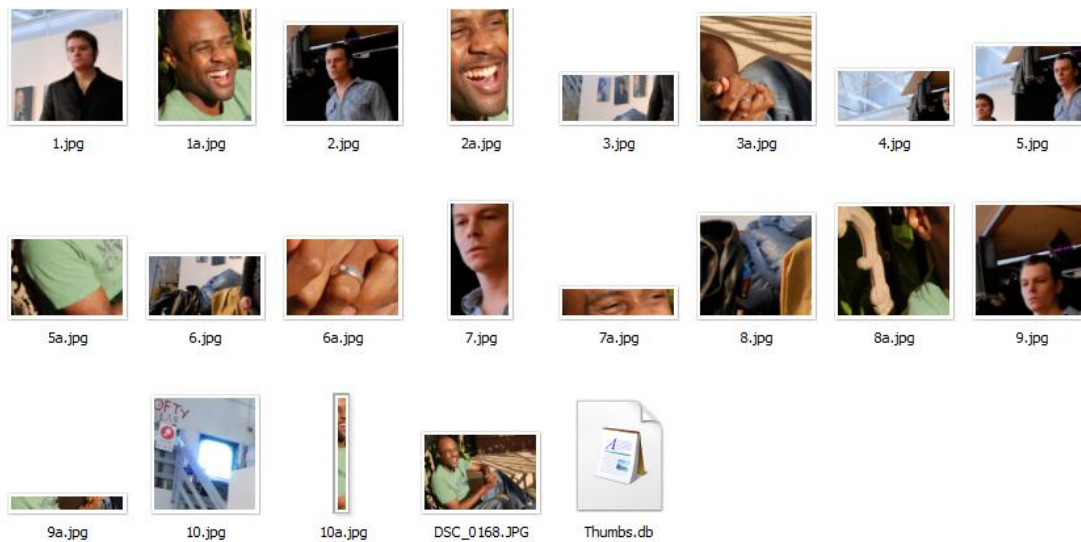 1.jpg 1a.jpg 2.jpg 2a.jpg 3.jpg 3a.jpg 4.jpg 5.jpg
5a.jpg 6.jpg 6a.jpg 7.jpg 7a.jpg 8.jpg 8a.jpg 9.jpg
OFTY
A
9a.jpg 10.jpg 10a.jpg DSC_0168.JPG Thumbs.db